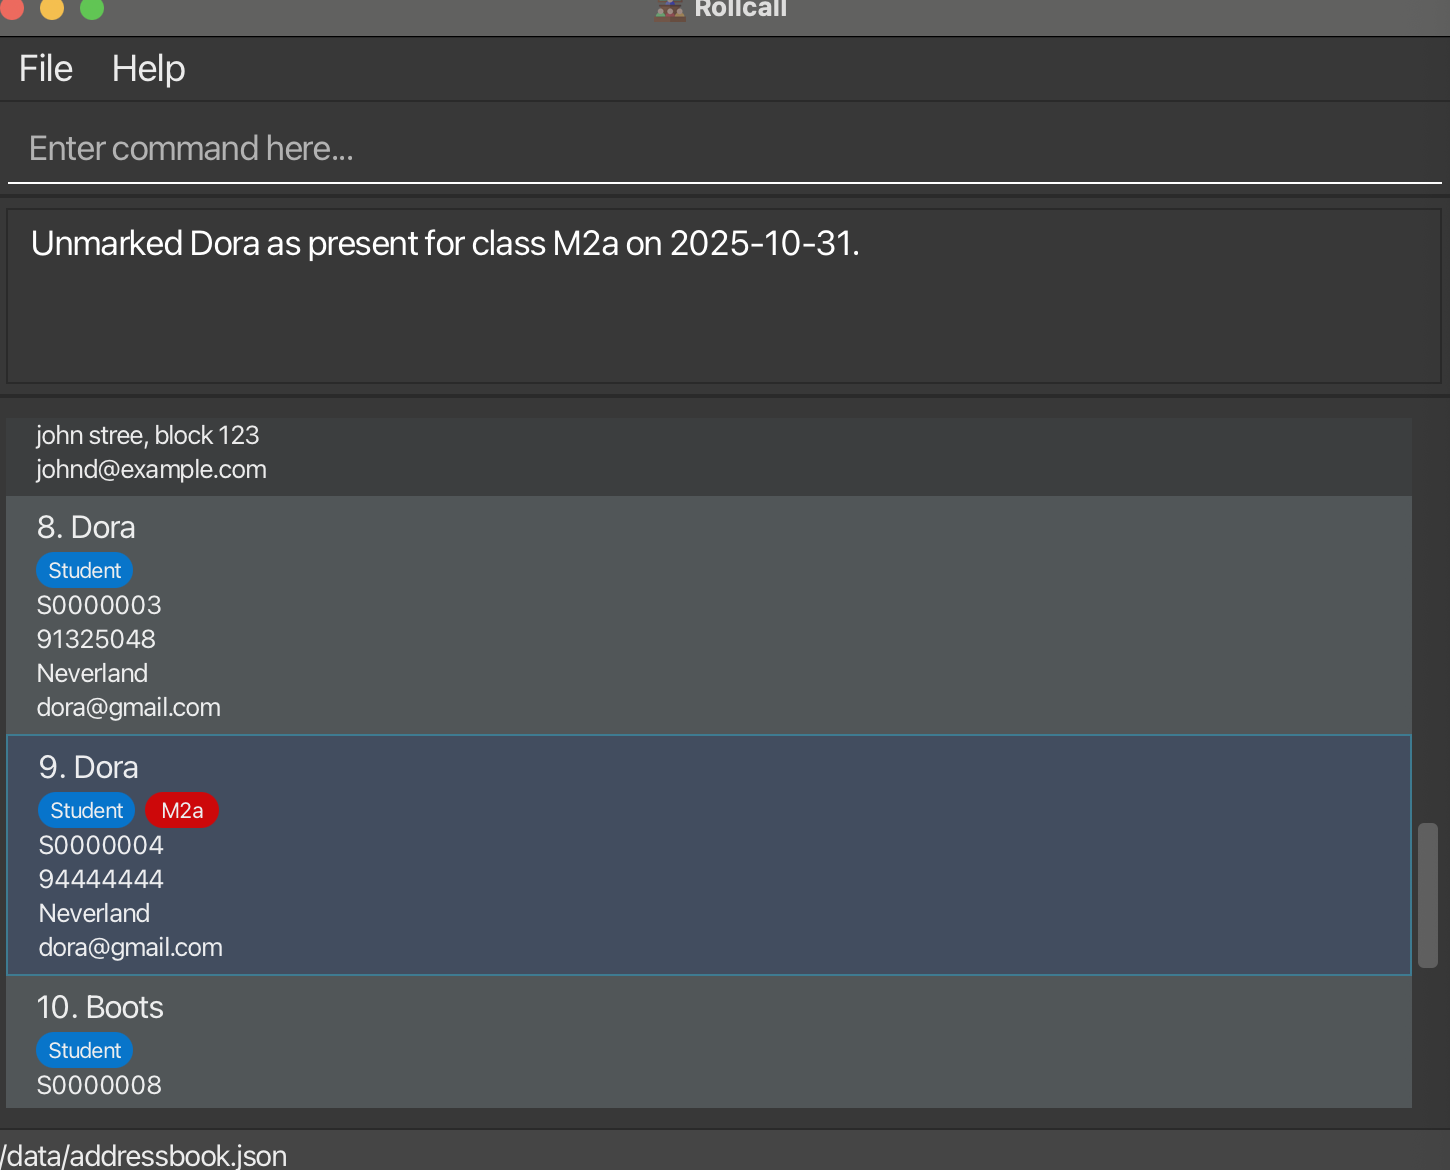 Rollcall
File Help
Enter command here...
Unmarked Dora as present for class M2a on 2025-10-31.
john stree, block 123
johnd@example.com
8. Dora
Student
S0000003
91325048
Neverland
dora@gmail.com
9. Dora
Student M2a
S0000004
94444444
Neverland
dora@gmail.com
10. Boots
Student
S0000008
/data/addressbook.json